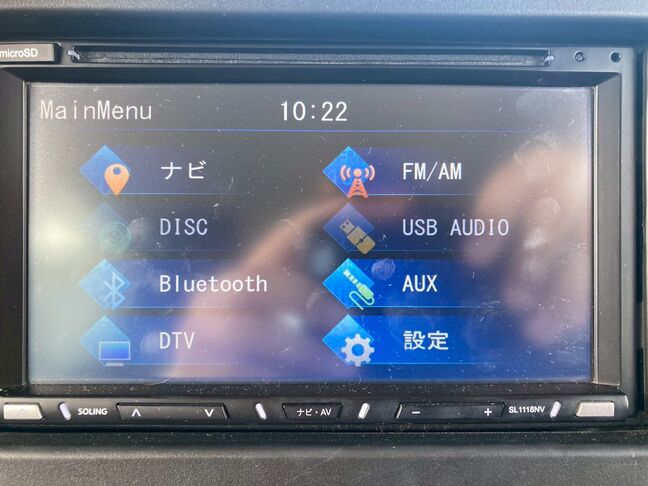 microSD
MainMenu 10:22
ナビ FM/AM
DISC USB AUDIO
Bluetooth AUX
DTV 設定
SOLING ∧ ∨ ナビ・AV − + SL1118NV